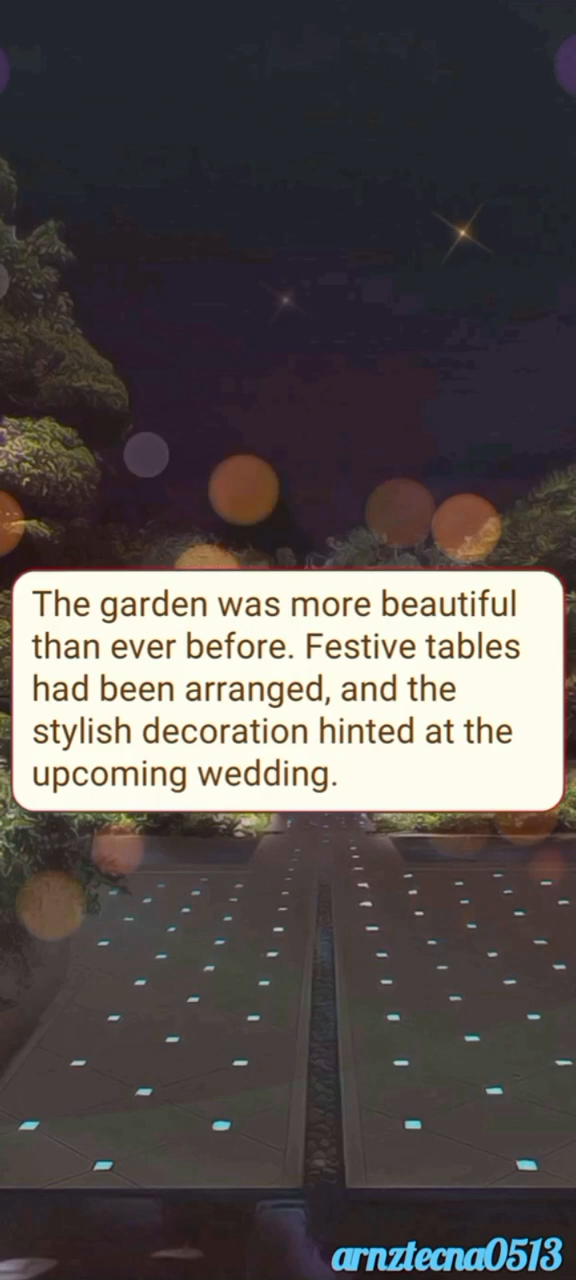 The garden was more beautiful
than ever before. Festive tables
had been arranged, and the
stylish decoration hinted at the
upcoming wedding.
arnztecna0513